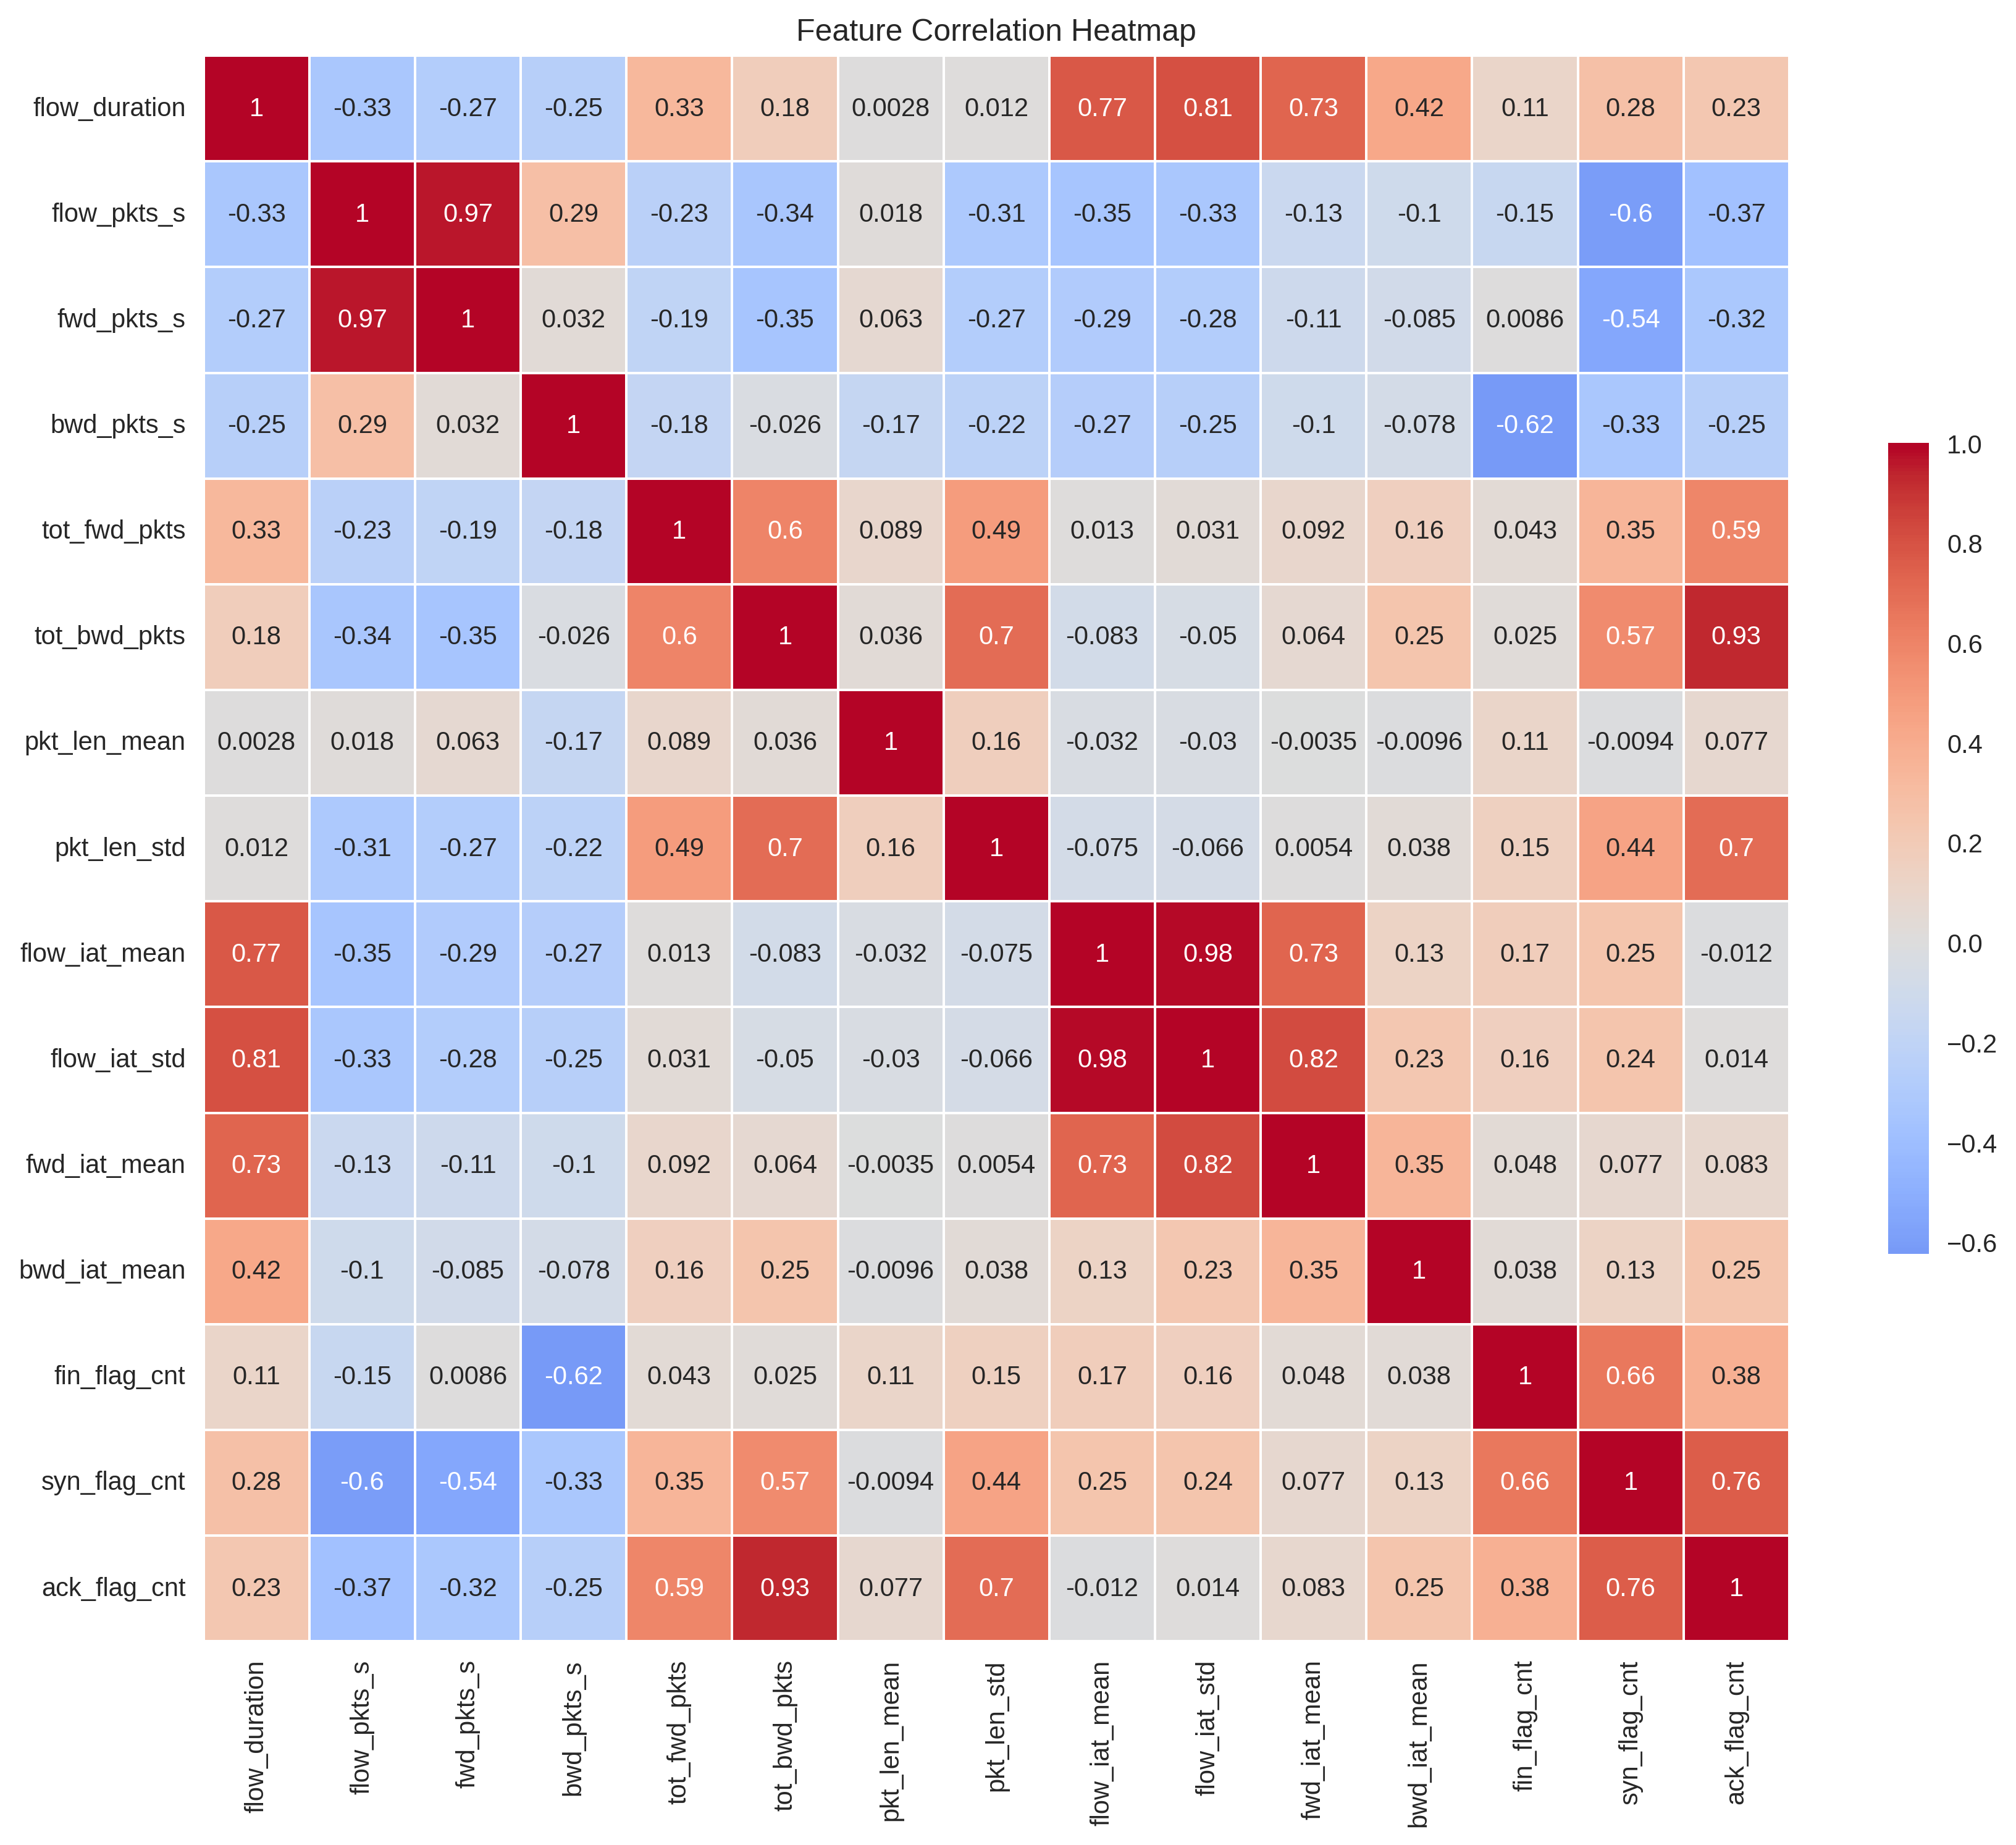 Feature Correlation Heatmap
flow_duration 1 -0.33 -0.27 -0.25 0.33 0.18 0.0028 0.012 0.77 0.81 0.73 0.42 0.11 0.28 0.23
flow_pkts_s -0.33 1 0.97 0.29 -0.23 -0.34 0.018 -0.31 -0.35 -0.33 -0.13 -0.1 -0.15 -0.6 -0.37
fwd_pkts_s -0.27 0.97 1 0.032 -0.19 -0.35 0.063 -0.27 -0.29 -0.28 -0.11 -0.085 0.0086 -0.54 -0.32
bwd_pkts_s -0.25 0.29 0.032 1 -0.18 -0.026 -0.17 -0.22 -0.27 -0.25 -0.1 -0.078 -0.62 -0.33 -0.25
tot_fwd_pkts 0.33 -0.23 -0.19 -0.18 1 0.6 0.089 0.49 0.013 0.031 0.092 0.16 0.043 0.35 0.59
tot_bwd_pkts 0.18 -0.34 -0.35 -0.026 0.6 1 0.036 0.7 -0.083 -0.05 0.064 0.25 0.025 0.57 0.93
pkt_len_mean 0.0028 0.018 0.063 -0.17 0.089 0.036 1 0.16 -0.032 -0.03 -0.0035 -0.0096 0.11 -0.0094 0.077
pkt_len_std 0.012 -0.31 -0.27 -0.22 0.49 0.7 0.16 1 -0.075 -0.066 0.0054 0.038 0.15 0.44 0.7
flow_iat_mean 0.77 -0.35 -0.29 -0.27 0.013 -0.083 -0.032 -0.075 1 0.98 0.73 0.13 0.17 0.25 -0.012
flow_iat_std 0.81 -0.33 -0.28 -0.25 0.031 -0.05 -0.03 -0.066 0.98 1 0.82 0.23 0.16 0.24 0.014
fwd_iat_mean 0.73 -0.13 -0.11 -0.1 0.092 0.064 -0.0035 0.0054 0.73 0.82 1 0.35 0.048 0.077 0.083
bwd_iat_mean 0.42 -0.1 -0.085 -0.078 0.16 0.25 -0.0096 0.038 0.13 0.23 0.35 1 0.038 0.13 0.25
fin_flag_cnt 0.11 -0.15 0.0086 -0.62 0.043 0.025 0.11 0.15 0.17 0.16 0.048 0.038 1 0.66 0.38
syn_flag_cnt 0.28 -0.6 -0.54 -0.33 0.35 0.57 -0.0094 0.44 0.25 0.24 0.077 0.13 0.66 1 0.76
ack_flag_cnt 0.23 -0.37 -0.32 -0.25 0.59 0.93 0.077 0.7 -0.012 0.014 0.083 0.25 0.38 0.76 1
flow_duration flow_pkts_s fwd_pkts_s bwd_pkts_s tot_fwd_pkts tot_bwd_pkts pkt_len_mean pkt_len_std flow_iat_mean flow_iat_std fwd_iat_mean bwd_iat_mean fin_flag_cnt syn_flag_cnt ack_flag_cnt
1.0
0.8
0.6
0.4
0.2
0.0
−0.2
−0.4
−0.6